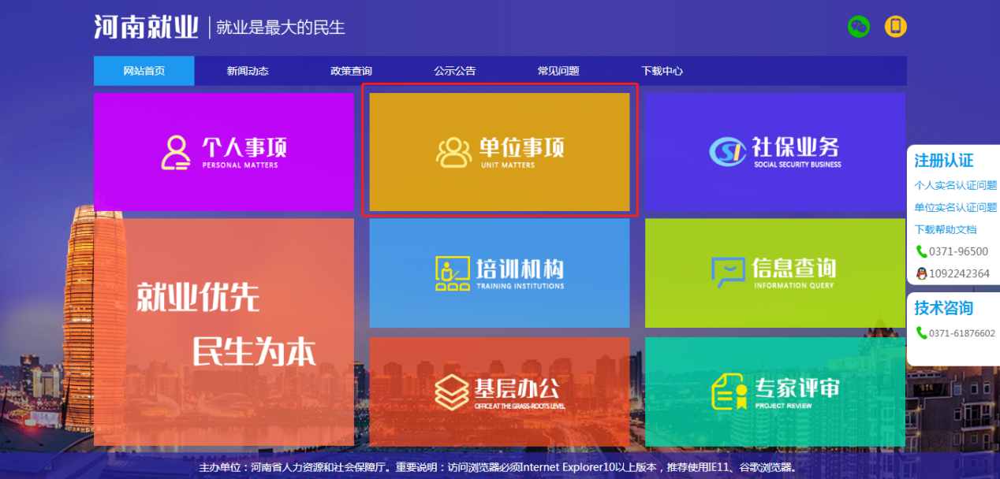 河南就业 就业是最大的民生
网站首页 新闻动态 政策查询 公示公告 常见问题 下载中心
个人事项
PERSONAL MATTERS
单位事项
UNIT MATTERS
社保业务
SOCIAL SECURITY BUSINESS
就业优先
民生为本
培训机构
TRAINING INSTITUTIONS
信息查询
INFORMATION QUERY
基层办公
OFFICE AT THE GRASS-ROOTS LEVEL
专家评审
PROJECT REVIEW
注册认证
个人实名认证问题
单位实名认证问题
下载帮助文档
0371-96500
1092242364
技术咨询
0371-61876602
主办单位：河南省人力资源和社会保障厅。重要说明：访问浏览器必须Internet Explorer10以上版本，推荐使用IE11、谷歌浏览器。